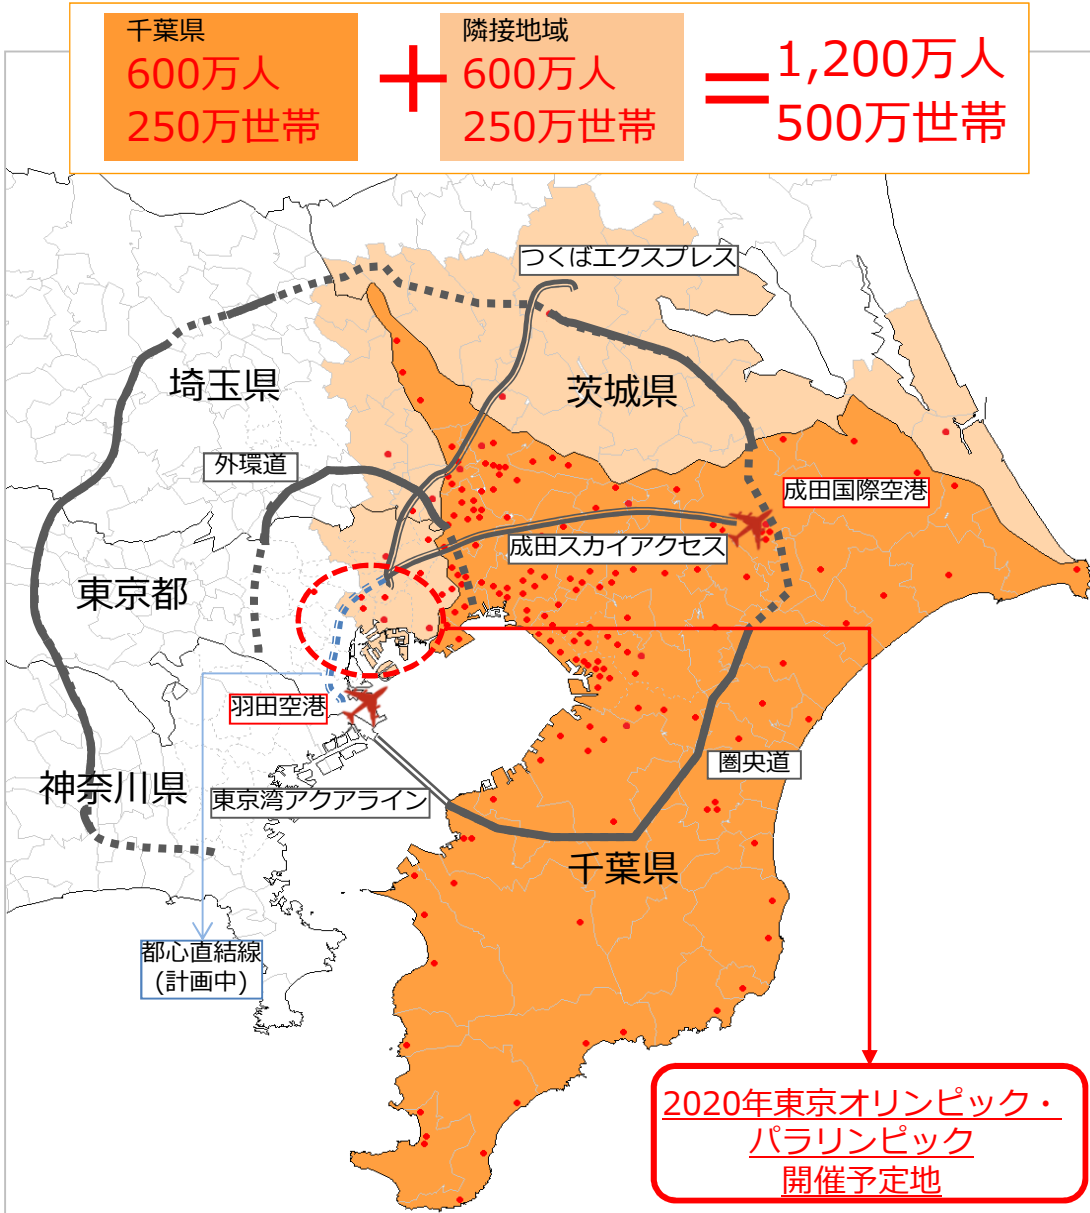 千葉県
600万人
250万世帯
+
隣接地域
600万人
250万世帯
=
1,200万人
500万世帯
つくばエクスプレス
埼玉県
茨城県
外環道
成田国際空港
成田スカイアクセス
東京都
羽田空港
神奈川県
東京湾アクアライン
圏央道
千葉県
都心直結線
(計画中)
2020年東京オリンピック・
パラリンピック
開催予定地